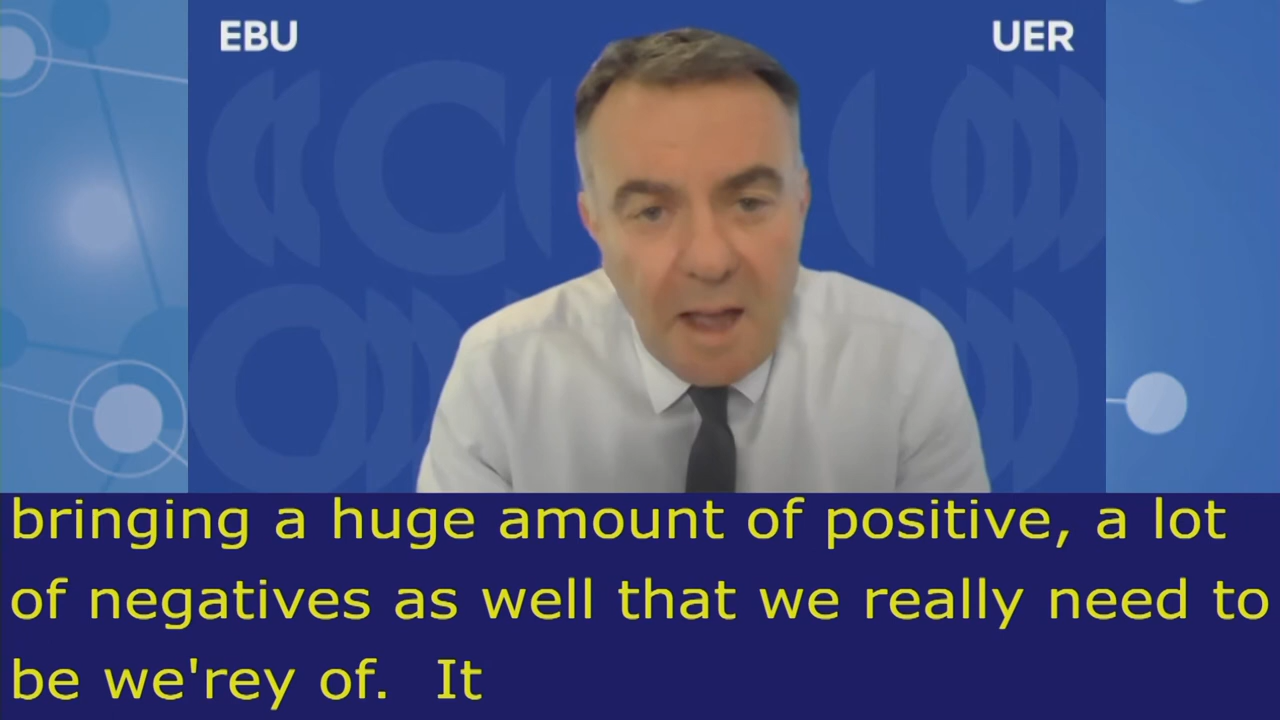 EBU UER
bringing a huge amount of positive, a lot
of negatives as well that we really need to
be we'rey of.  It